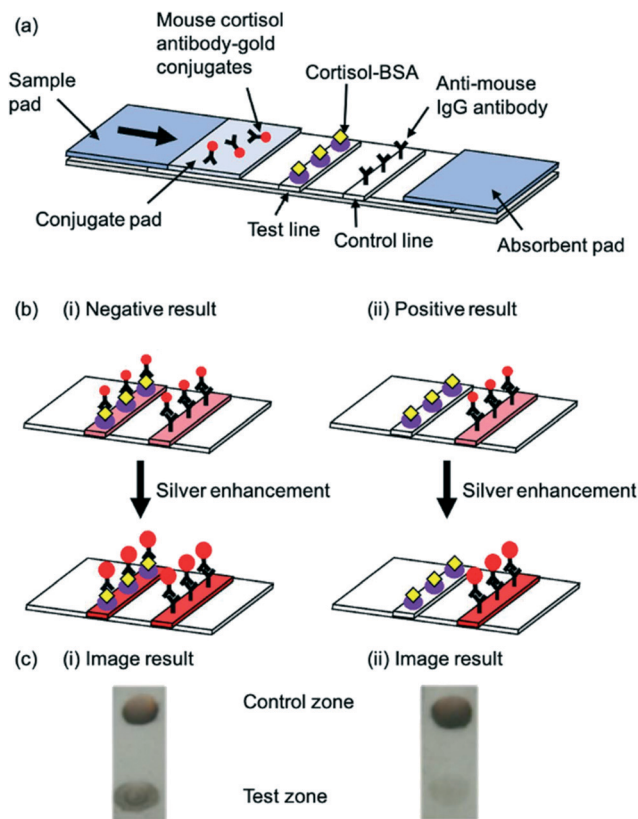 (a)
Mouse cortisol
antibody-gold
conjugates
Sample
pad
Cortisol-BSA
Anti-mouse
IgG antibody
Conjugate pad
Test line
Control line
Absorbent pad
(b) (i) Negative result (ii) Positive result
Silver enhancement Silver enhancement
(c) (i) Image result (ii) Image result
Control zone
Test zone